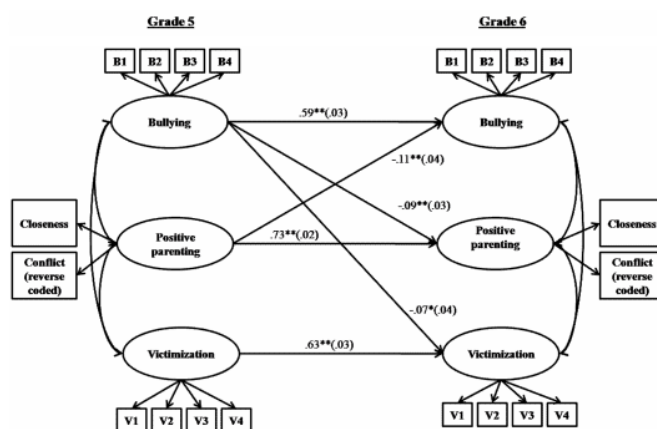 Grade 5
Grade 6
B1 B2 B3 B4
B1 B2 B3 B4
Bullying
.59**(.03)
Bullying
-.11**(.04)
-.09**(.03)
Closeness
Closeness
Positive
parenting
.73**(.02)
Positive
parenting
Conflict
(reverse
coded)
Conflict
(reverse
coded)
-.07*(.04)
Victimization
.63**(.03)
Victimization
V1 V2 V3 V4
V1 V2 V3 V4